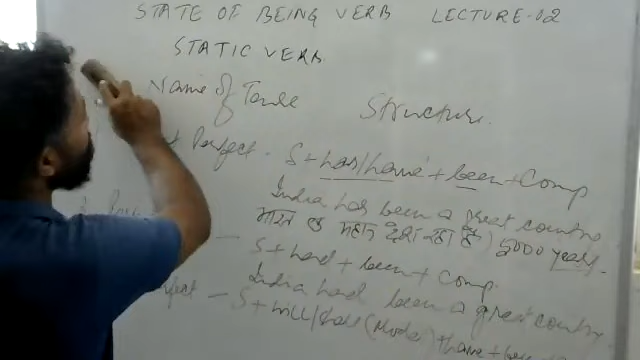 STATE OF BEING VERB LECTURE-02
STATIC VERB.
Name of Tense Structure.
Perfect - S+has/have + been + Comp
India has been a great country
भारत एक महान देश रहा है) 5000 years.
— S + had + been + Comp.
India had been a great country.
— S + will/shall (Modal) + have + been